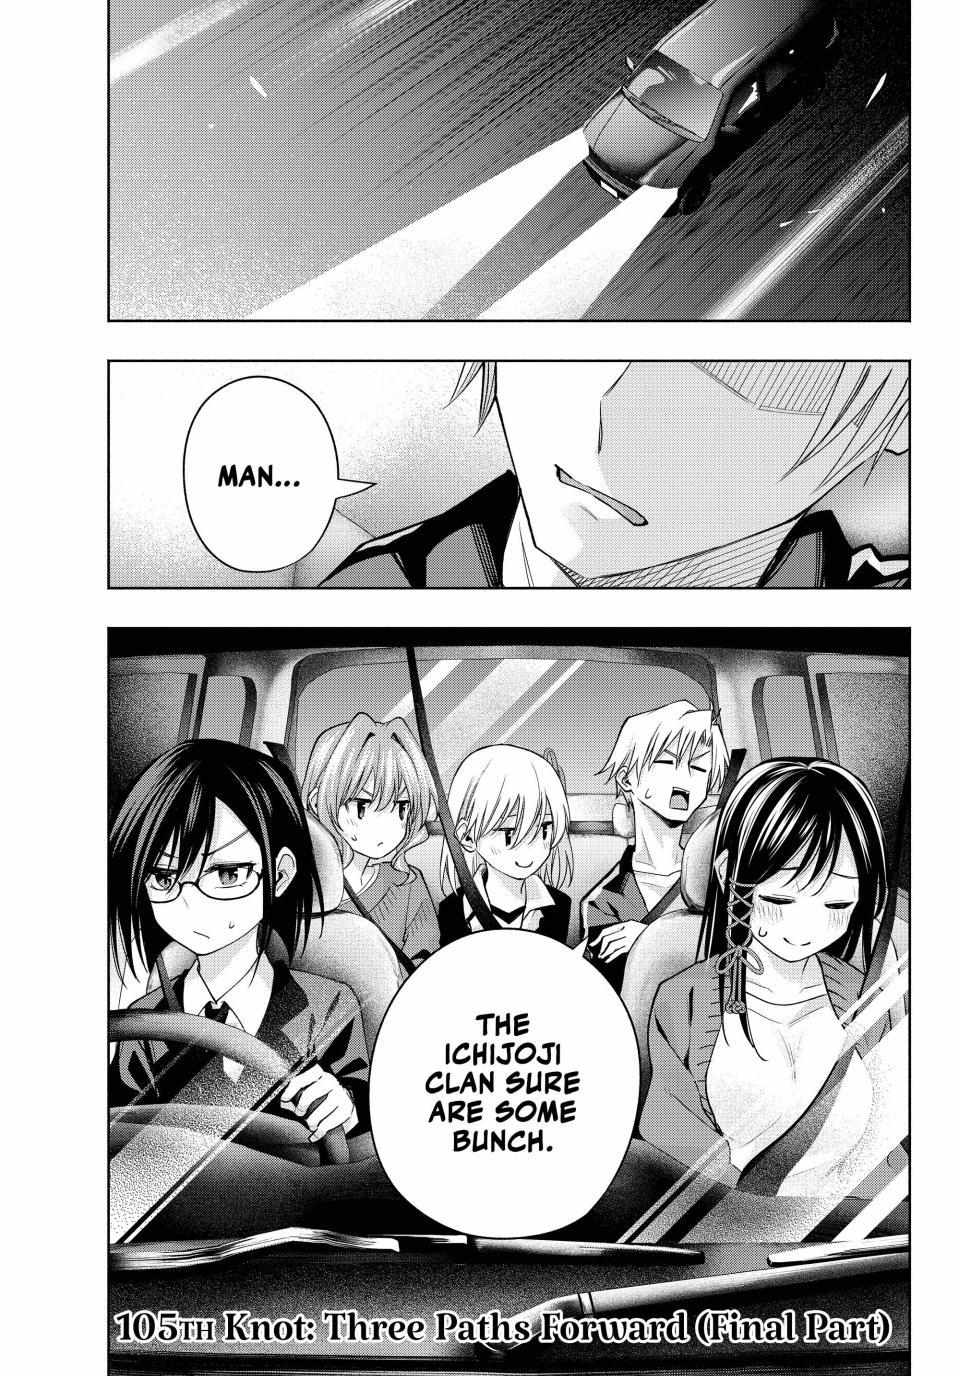 MAN...
THE
ICHIJOJI
CLAN SURE
ARE SOME
BUNCH.
105TH Knot: Three Paths Forward (Final Part)